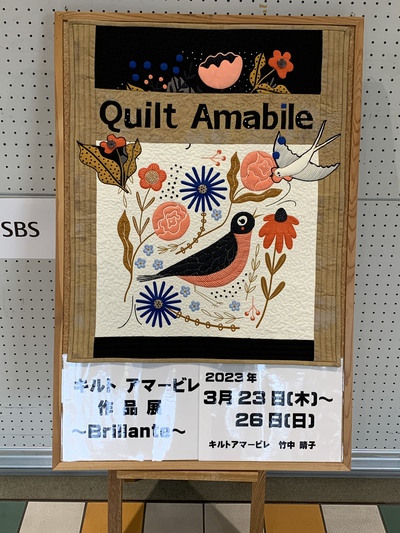 Quilt Amabile
SBS
キルト アマービレ
作品展
～Brillante～
2023年
3月 23日(木)～
26日(日)
キルトアマービレ 竹中 晴子